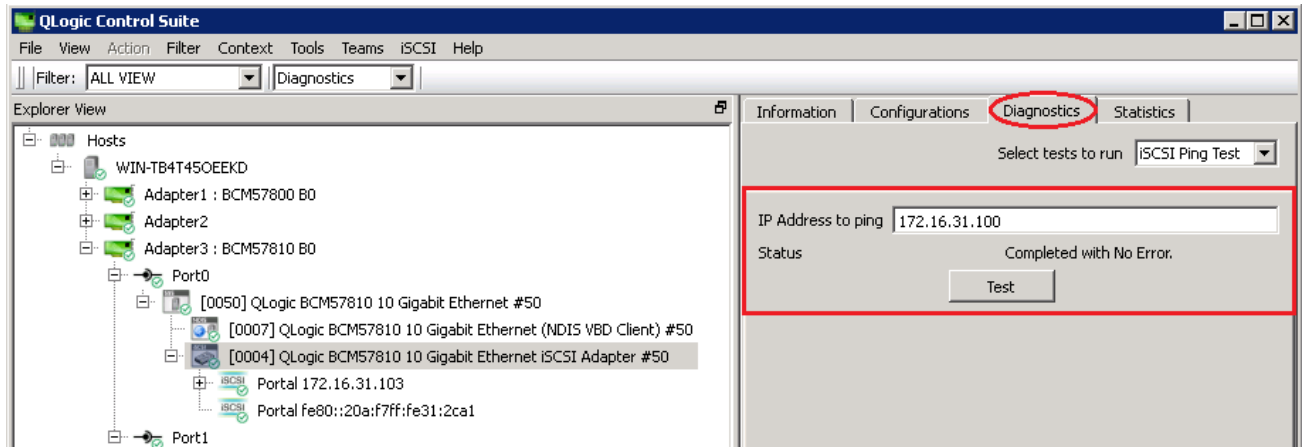 QLogic Control Suite
File View Action Filter Context Tools Teams iSCSI Help
Filter: ALL VIEW Diagnostics
Explorer View
Hosts
WIN-TB4T45OEEKD
Adapter1 : BCM57800 B0
Adapter2
Adapter3 : BCM57810 B0
Port0
[0050] QLogic BCM57810 10 Gigabit Ethernet #50
[0007] QLogic BCM57810 10 Gigabit Ethernet (NDIS VBD Client) #50
[0004] QLogic BCM57810 10 Gigabit Ethernet iSCSI Adapter #50
iSCSI Portal 172.16.31.103
iSCSI Portal fe80::20a:f7ff:fe31:2ca1
Port1
Information Configurations Diagnostics Statistics
Select tests to run iSCSI Ping Test
IP Address to ping 172.16.31.100
Status Completed with No Error.
Test